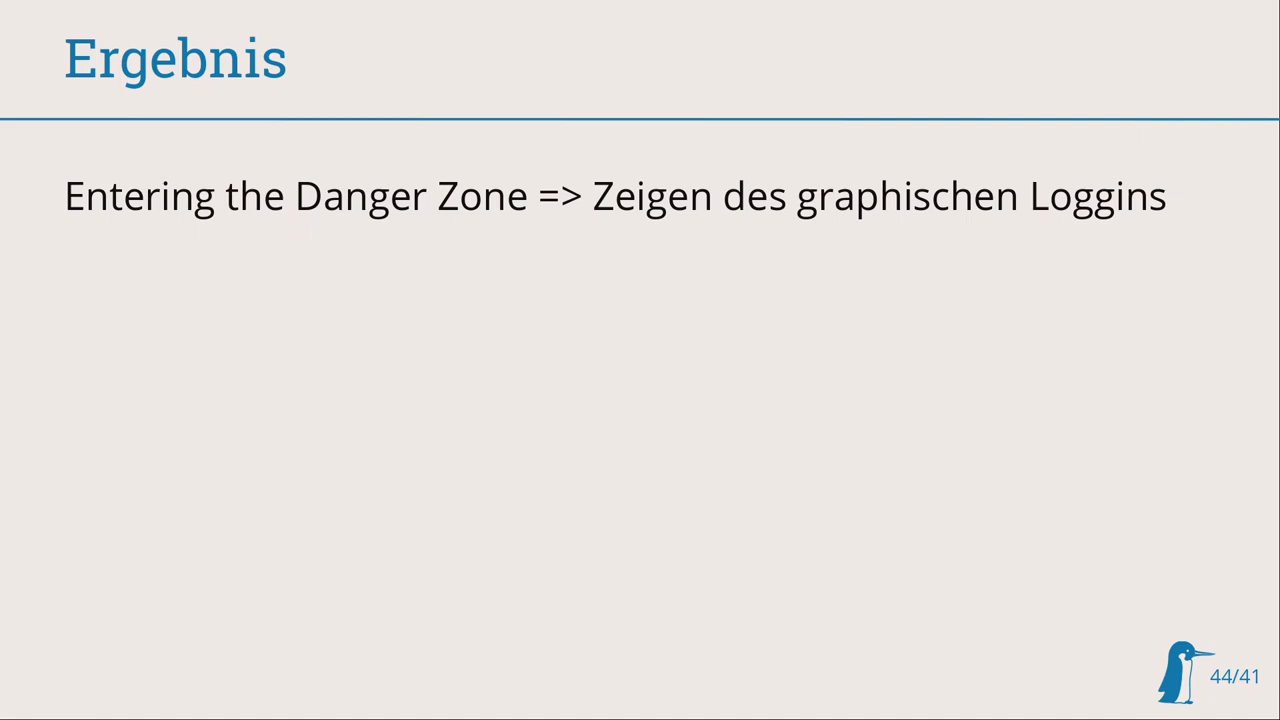 Ergebnis
Entering the Danger Zone => Zeigen des graphischen Loggins
44/41